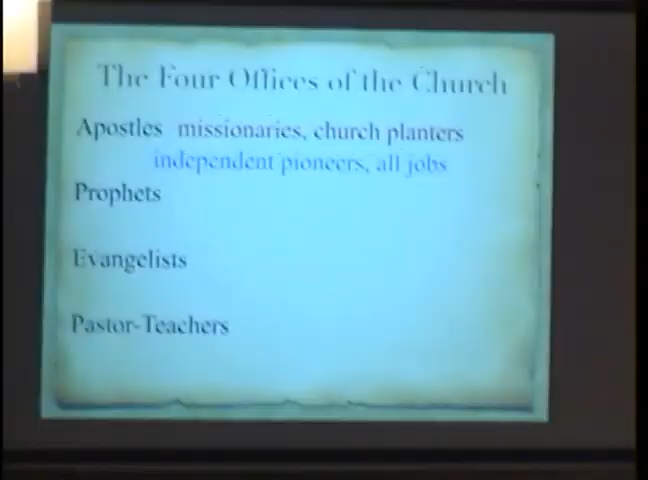 The Four Offices of the Church
Apostles missionaries, church planters
independent pioneers, all jobs
Prophets
Evangelists
Pastor-Teachers